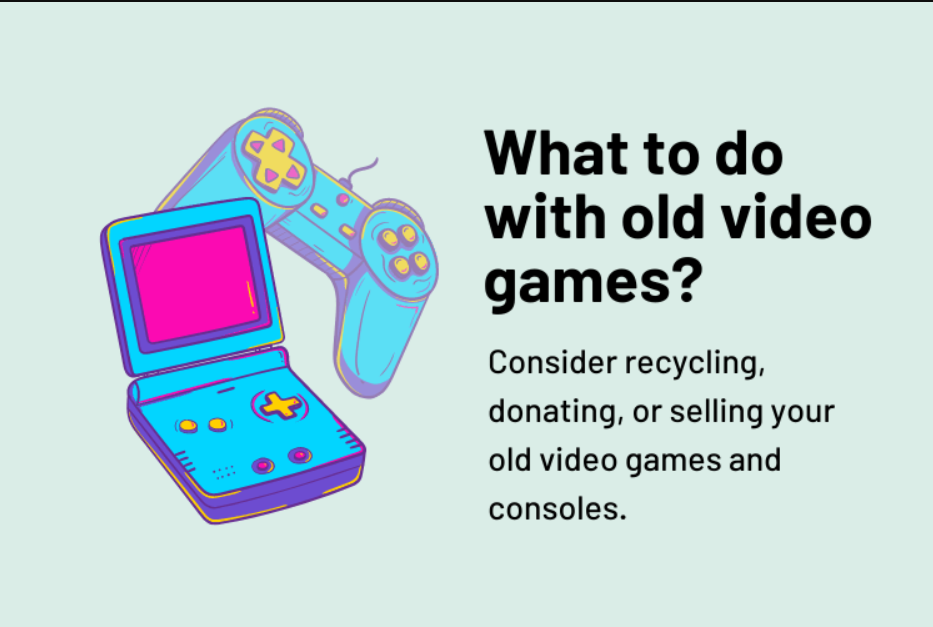 What to do
with old video
games?
Consider recycling,
donating, or selling your
old video games and
consoles.